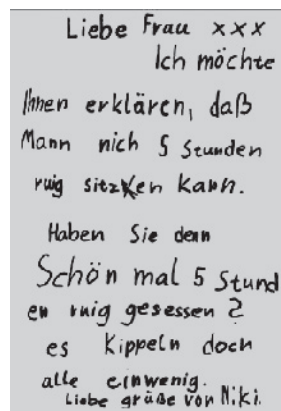 Liebe Frau xxx
Ich möchte
Ihnen erklären, daß
Mann nich 5 Stunden
ruig sitzen kann.
Haben Sie denn
Schön mal 5 Stund
en ruig gesessen?
es Kippeln doch
alle einwenig.
Liebe grüße von Niki.